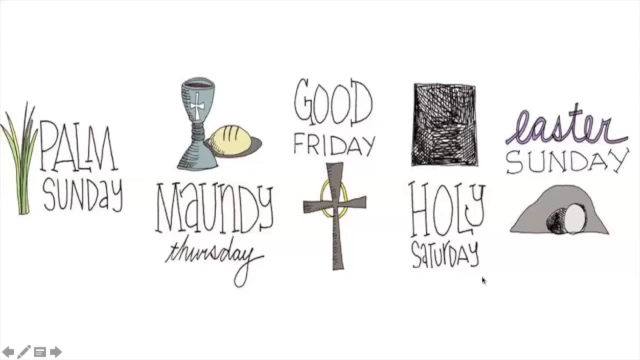 PALM
SUNDAY
MAUNDY
thursday
GOOD
FRIDAY
HOLY
SATURDAY
easter
SUNDAY